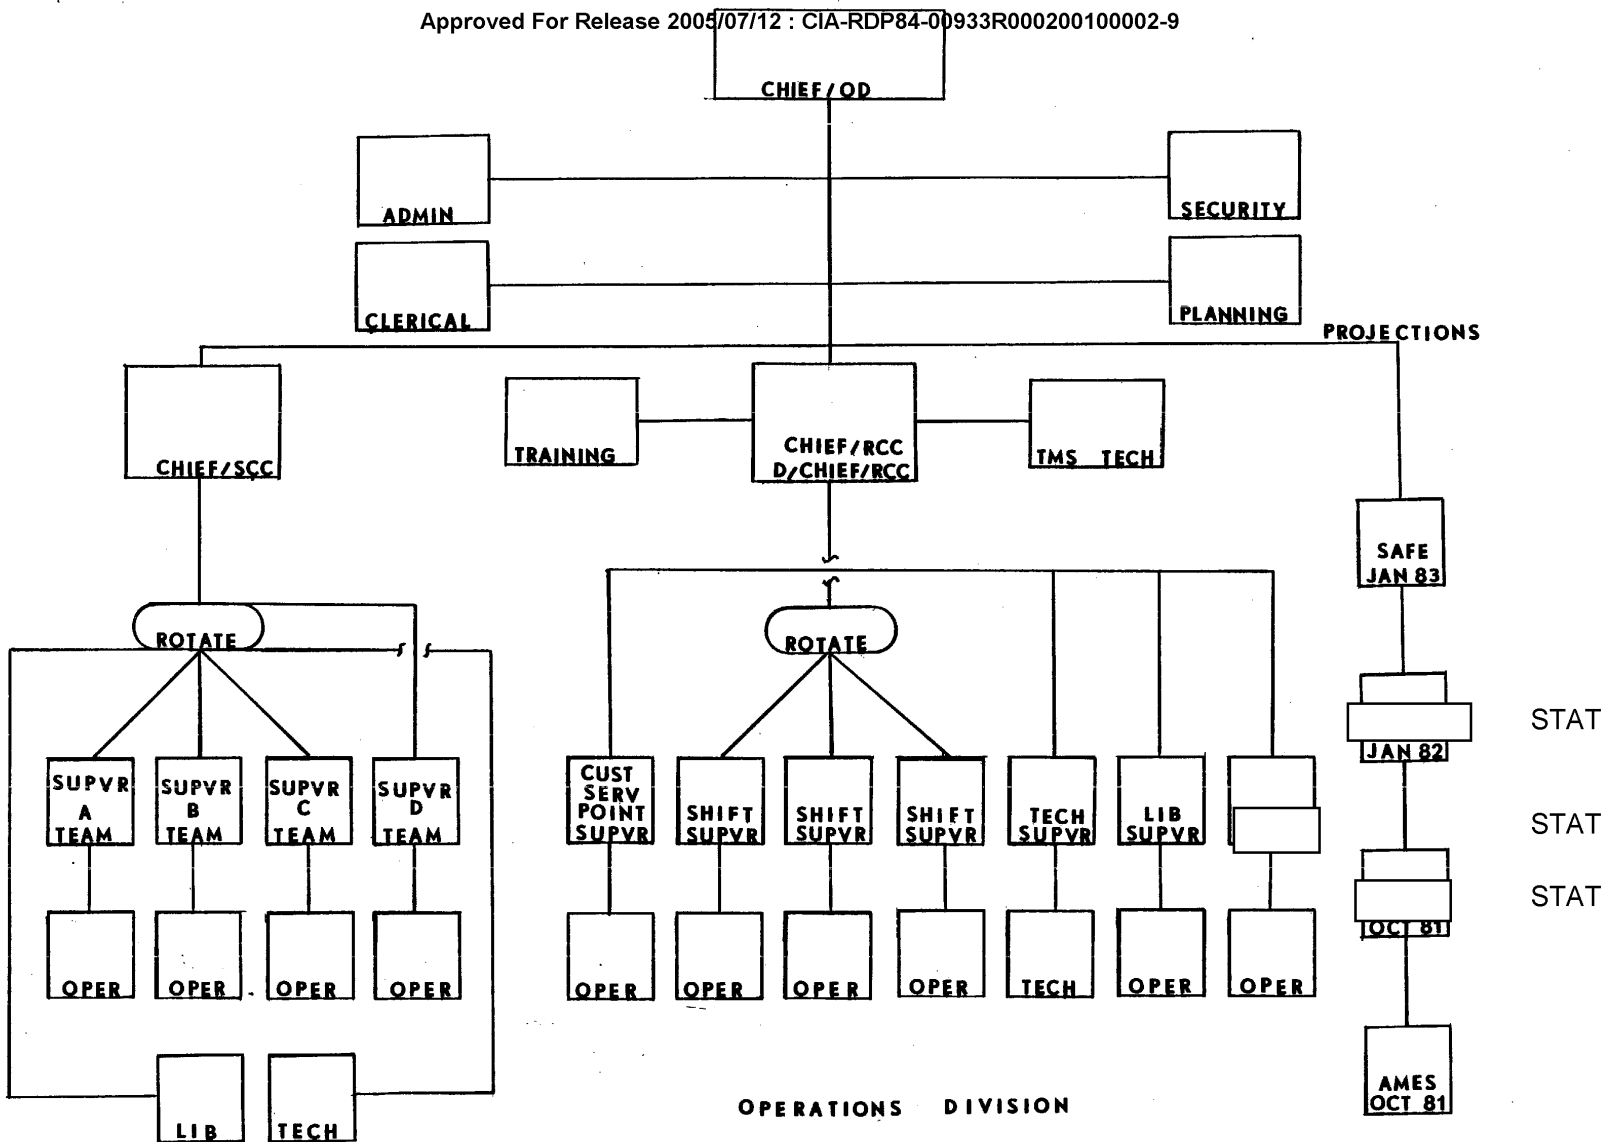 Approved For Release 2005/07/12 : CIA-RDP84-00933R000200100002-9
CHIEF/OD
ADMIN
SECURITY
CLERICAL
PLANNING
PROJECTIONS
CHIEF/SCC
TRAINING
CHIEF/RCC
D/CHIEF/RCC
TMS TECH
SAFE
JAN 83
ROTATE
ROTATE
STAT
JAN 82
SUPVR
A
TEAM
SUPVR
B
TEAM
SUPVR
C
TEAM
SUPVR
D
TEAM
CUST
SERV
POINT
SUPVR
SHIFT
SUPVR
SHIFT
SUPVR
SHIFT
SUPVR
TECH
SUPVR
LIB
SUPVR
STAT
STAT
OCT 81
OPER
OPER
OPER
OPER
OPER
OPER
OPER
OPER
TECH
OPER
OPER
LIB
TECH
AMES
OCT 81
OPERATIONS DIVISION